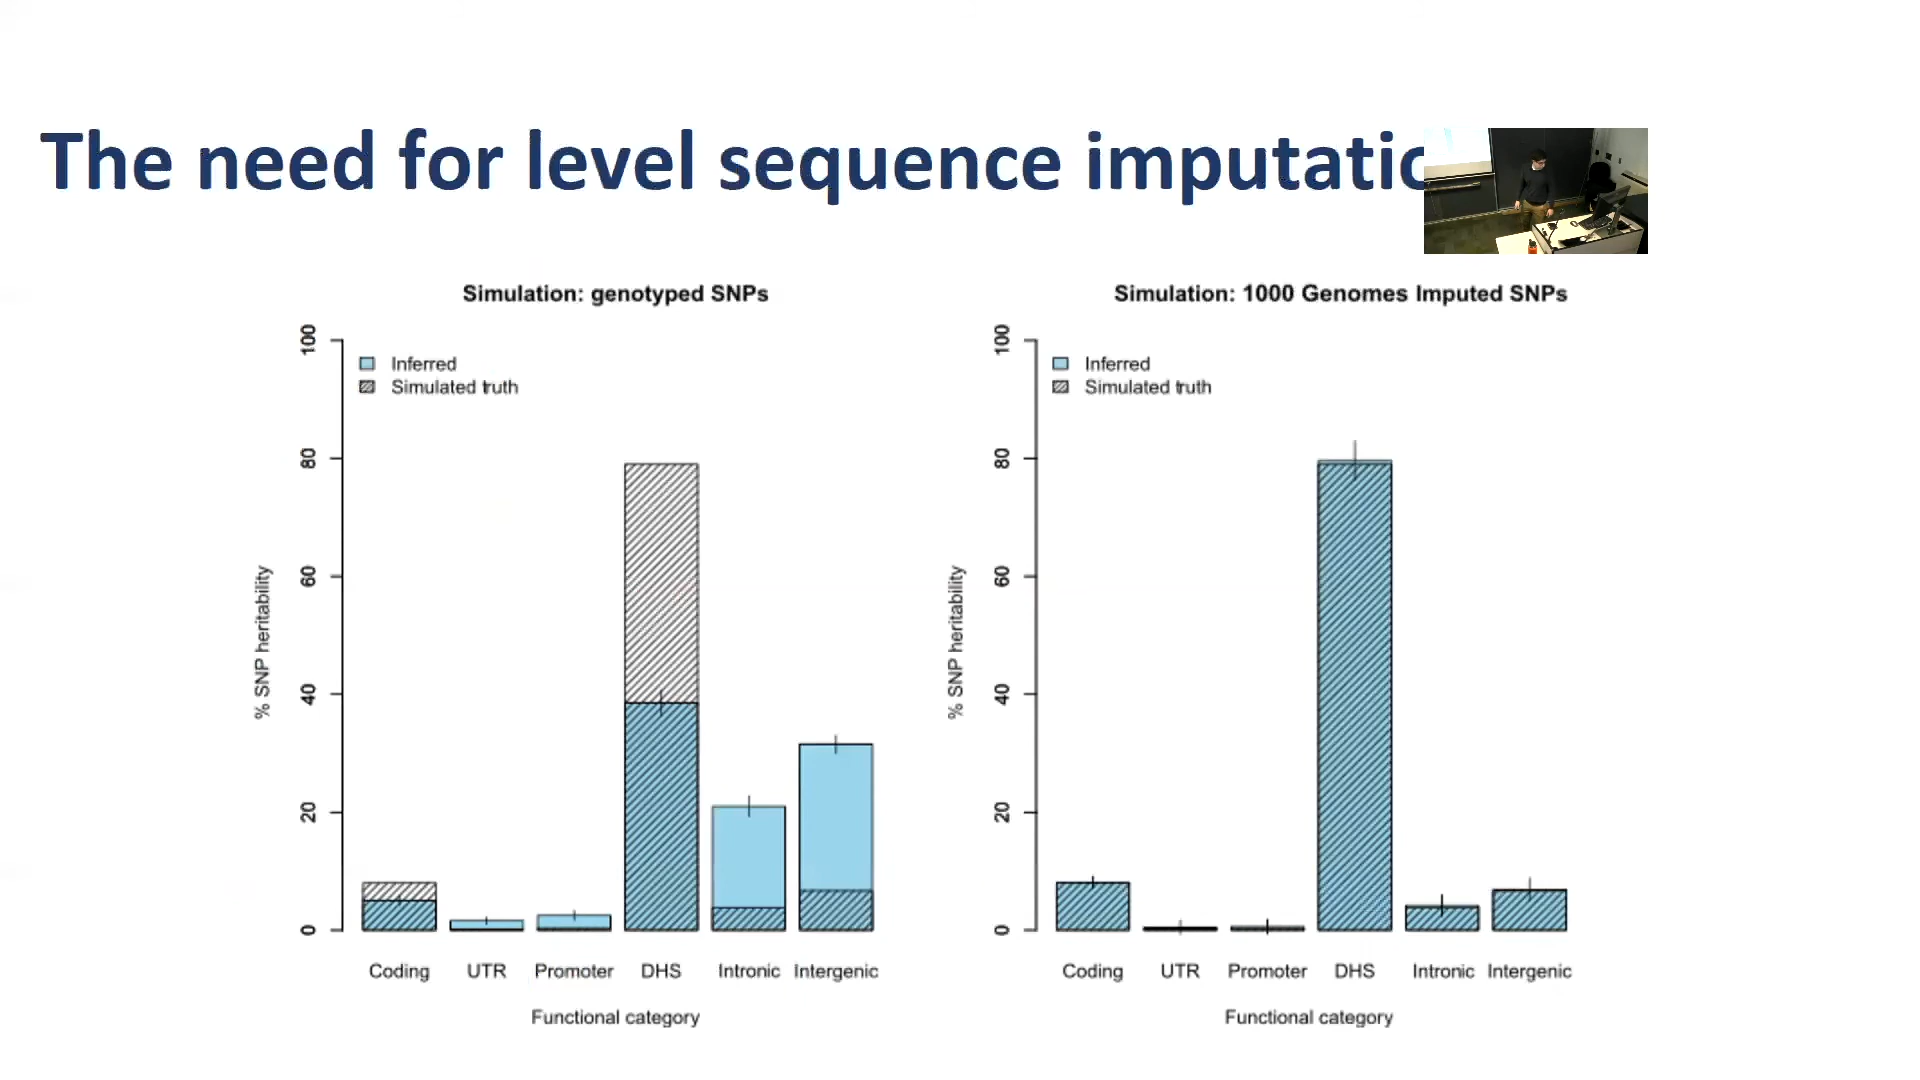 The need for level sequence imputatio
Simulation: genotyped SNPs
100
80
60
40
20
0
% SNP heritability
Inferred
Simulated truth
Coding UTR Promoter DHS Intronic Intergenic
Functional category
Simulation: 1000 Genomes Imputed SNPs
100
80
60
40
20
0
% SNP heritability
Inferred
Simulated truth
Coding UTR Promoter DHS Intronic Intergenic
Functional category